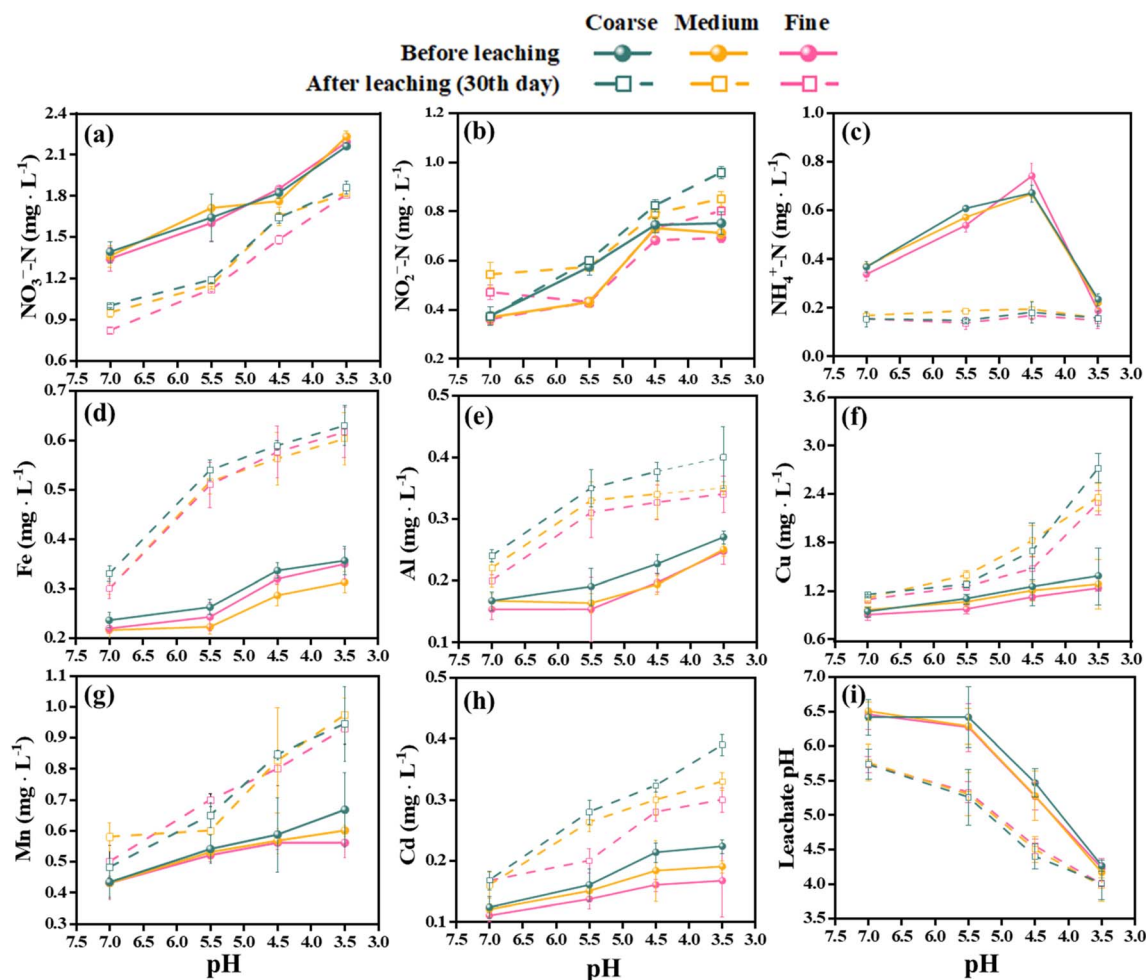 Coarse Medium Fine
Before leaching
After leaching (30th day)
(a)
NO₃⁻-N (mg · L⁻¹)
2.4
2.1
1.8
1.5
1.2
0.9
0.6
7.5 7.0 6.5 6.0 5.5 5.0 4.5 4.0 3.5 3.0
(b)
NO₂⁻-N (mg · L⁻¹)
1.2
1.0
0.8
0.6
0.4
0.2
7.5 7.0 6.5 6.0 5.5 5.0 4.5 4.0 3.5 3.0
(c)
NH₄⁺-N (mg · L⁻¹)
1.0
0.8
0.6
0.4
0.2
0.0
7.5 7.0 6.5 6.0 5.5 5.0 4.5 4.0 3.5 3.0
(d)
Fe (mg · L⁻¹)
0.7
0.6
0.5
0.4
0.3
0.2
7.5 7.0 6.5 6.0 5.5 5.0 4.5 4.0 3.5 3.0
(e)
Al (mg · L⁻¹)
0.5
0.4
0.3
0.2
0.1
7.5 7.0 6.5 6.0 5.5 5.0 4.5 4.0 3.5 3.0
(f)
Cu (mg · L⁻¹)
3.6
3.0
2.4
1.8
1.2
0.6
7.5 7.0 6.5 6.0 5.5 5.0 4.5 4.0 3.5 3.0
(g)
Mn (mg · L⁻¹)
1.1
1.0
0.9
0.8
0.7
0.6
0.5
0.4
0.3
7.5 7.0 6.5 6.0 5.5 5.0 4.5 4.0 3.5 3.0
pH
(h)
Cd (mg · L⁻¹)
0.5
0.4
0.3
0.2
0.1
7.5 7.0 6.5 6.0 5.5 5.0 4.5 4.0 3.5 3.0
pH
(i)
Leachate pH
7.0
6.5
6.0
5.5
5.0
4.5
4.0
3.5
7.5 7.0 6.5 6.0 5.5 5.0 4.5 4.0 3.5 3.0
pH